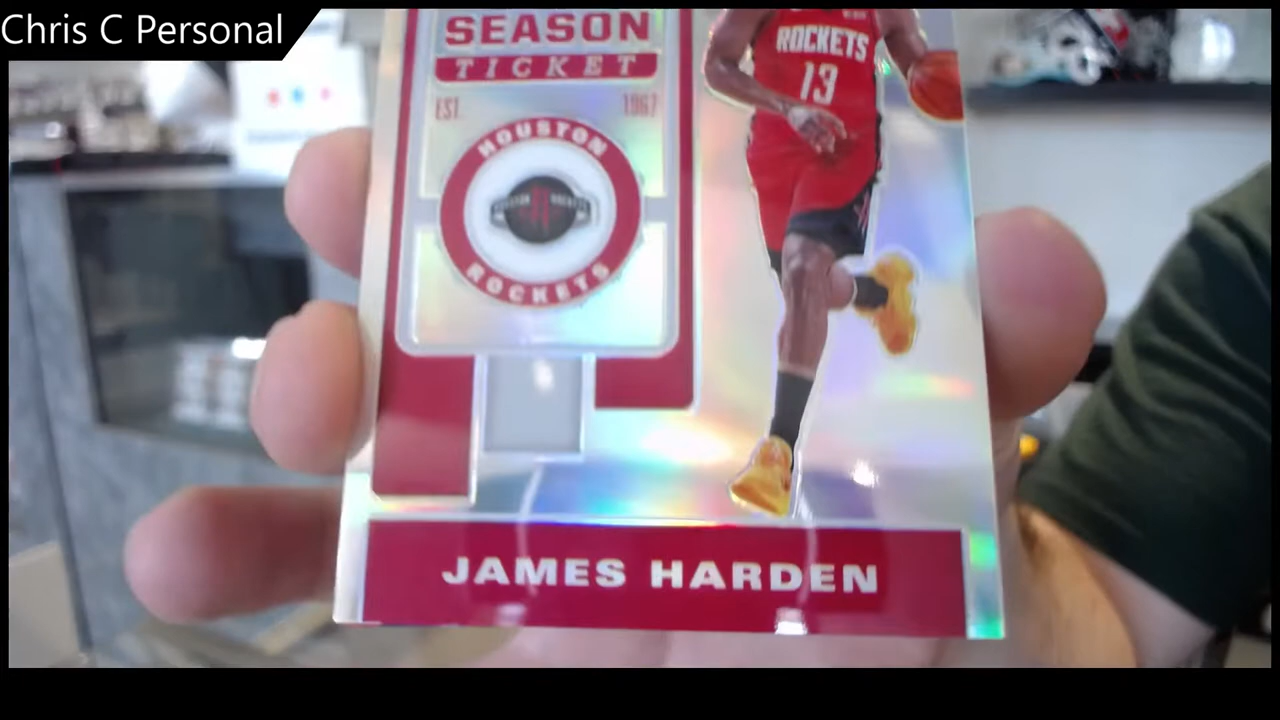 Chris C Personal
SEASON
TICKET
EST. 1967
HOUSTON
ROCKETS
ROCKETS
13
JAMES HARDEN